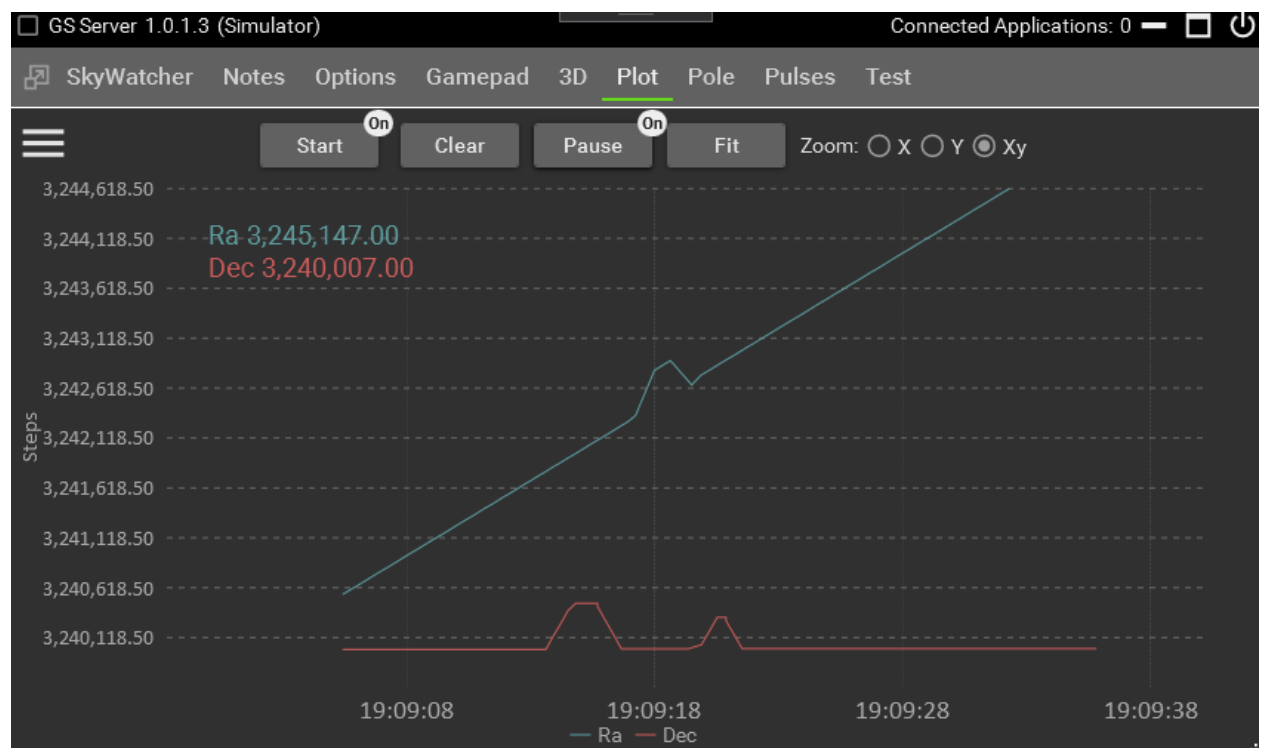 GS Server 1.0.1.3 (Simulator) Connected Applications: 0
SkyWatcher Notes Options Gamepad 3D Plot Pole Pulses Test
On On
Start Clear Pause Fit Zoom: X Y Xy
3,244,618.50
Ra 3,245,147.00
3,244,118.50
Dec 3,240,007.00
3,243,618.50
3,243,118.50
3,242,618.50
Steps
3,242,118.50
3,241,618.50
3,241,118.50
3,240,618.50
3,240,118.50
19:09:08 19:09:18 19:09:28 19:09:38
Ra Dec